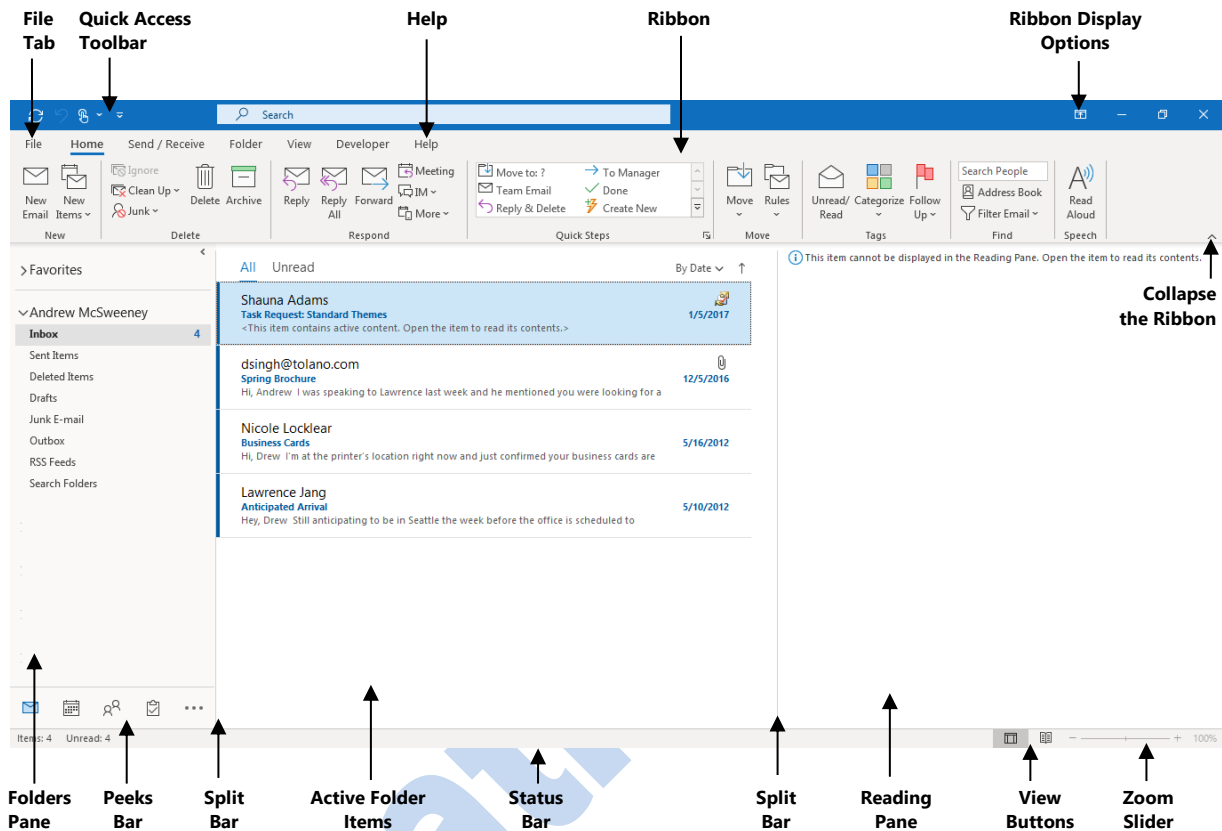 File Tab
Quick Access Toolbar
Help
Ribbon
Ribbon Display Options
Search
File Home Send / Receive Folder View Developer Help
New Email
New Items
New
Ignore
Clean Up
Junk
Delete
Archive
Delete
Reply
Reply All
Forward
Meeting
IM
More
Respond
Move to: ?
Team Email
Reply & Delete
To Manager
Done
Create New
Quick Steps
Move
Rules
Move
Unread/ Read
Categorize
Follow Up
Tags
Search People
Address Book
Filter Email
Find
Read Aloud
Speech
Collapse the Ribbon
Favorites
Andrew McSweeney
Inbox 4
Sent Items
Deleted Items
Drafts
Junk E-mail
Outbox
RSS Feeds
Search Folders
All Unread By Date
Shauna Adams
Task Request: Standard Themes 1/5/2017
<This item contains active content. Open the item to read its contents.>
dsingh@tolano.com
Spring Brochure 12/5/2016
Hi, Andrew I was speaking to Lawrence last week and he mentioned you were looking for a
Nicole Locklear
Business Cards 5/16/2012
Hi, Drew I'm at the printer's location right now and just confirmed your business cards are
Lawrence Jang
Anticipated Arrival 5/10/2012
Hey, Drew Still anticipating to be in Seattle the week before the office is scheduled to
This item cannot be displayed in the Reading Pane. Open the item to read its contents.
Items: 4 Unread: 4
100%
Folders Pane
Peeks Bar
Split Bar
Active Folder Items
Status Bar
Split Bar
Reading Pane
View Buttons
Zoom Slider